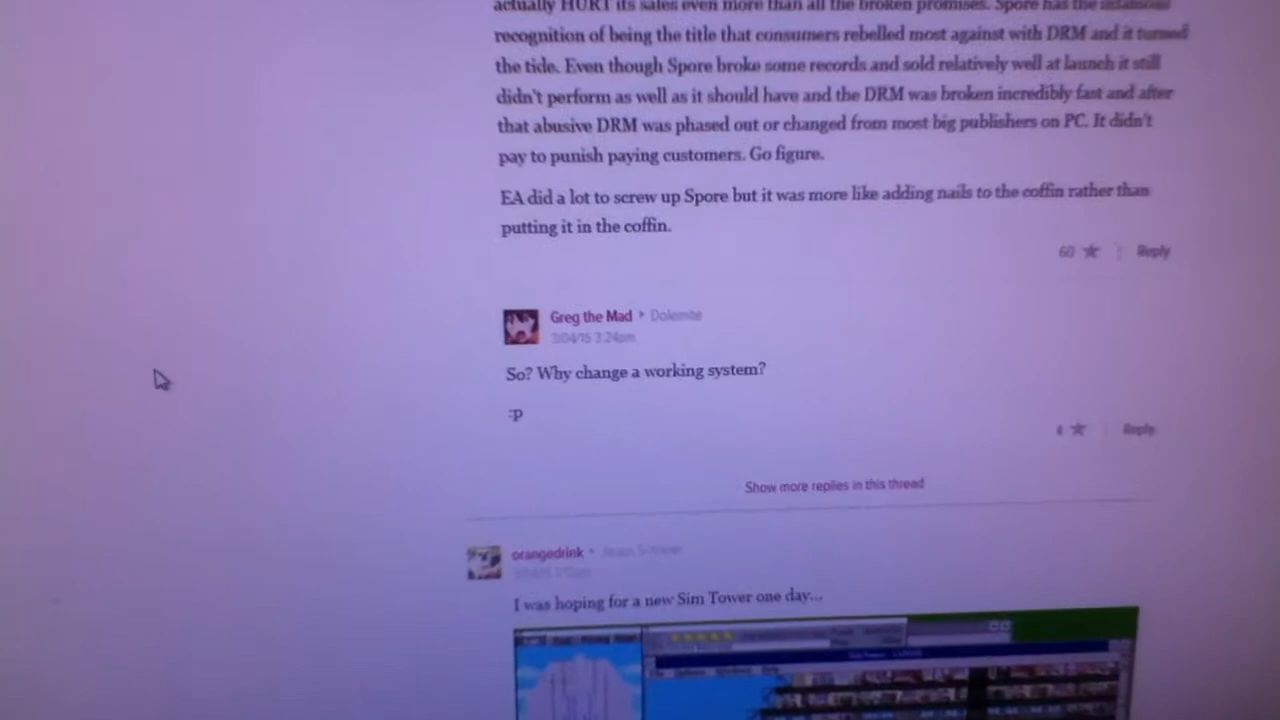 actually HURT its sales even more than all the broken promises. Spore has the infamous
recognition of being the title that consumers rebelled most against with DRM and it turned
the tide. Even though Spore broke some records and sold relatively well at launch it still
didn't perform as well as it should have and the DRM was broken incredibly fast and after
that abusive DRM was phased out or changed from most big publishers on PC. It didn't
pay to punish paying customers. Go figure.
EA did a lot to screw up Spore but it was more like adding nails to the coffin rather than
putting it in the coffin.
60 Reply
Greg the Mad Dolemite
3/04/15 3:24pm
So? Why change a working system?
:P
4 Reply
Show more replies in this thread
orangedrink
I was hoping for a new Sim Tower one day...